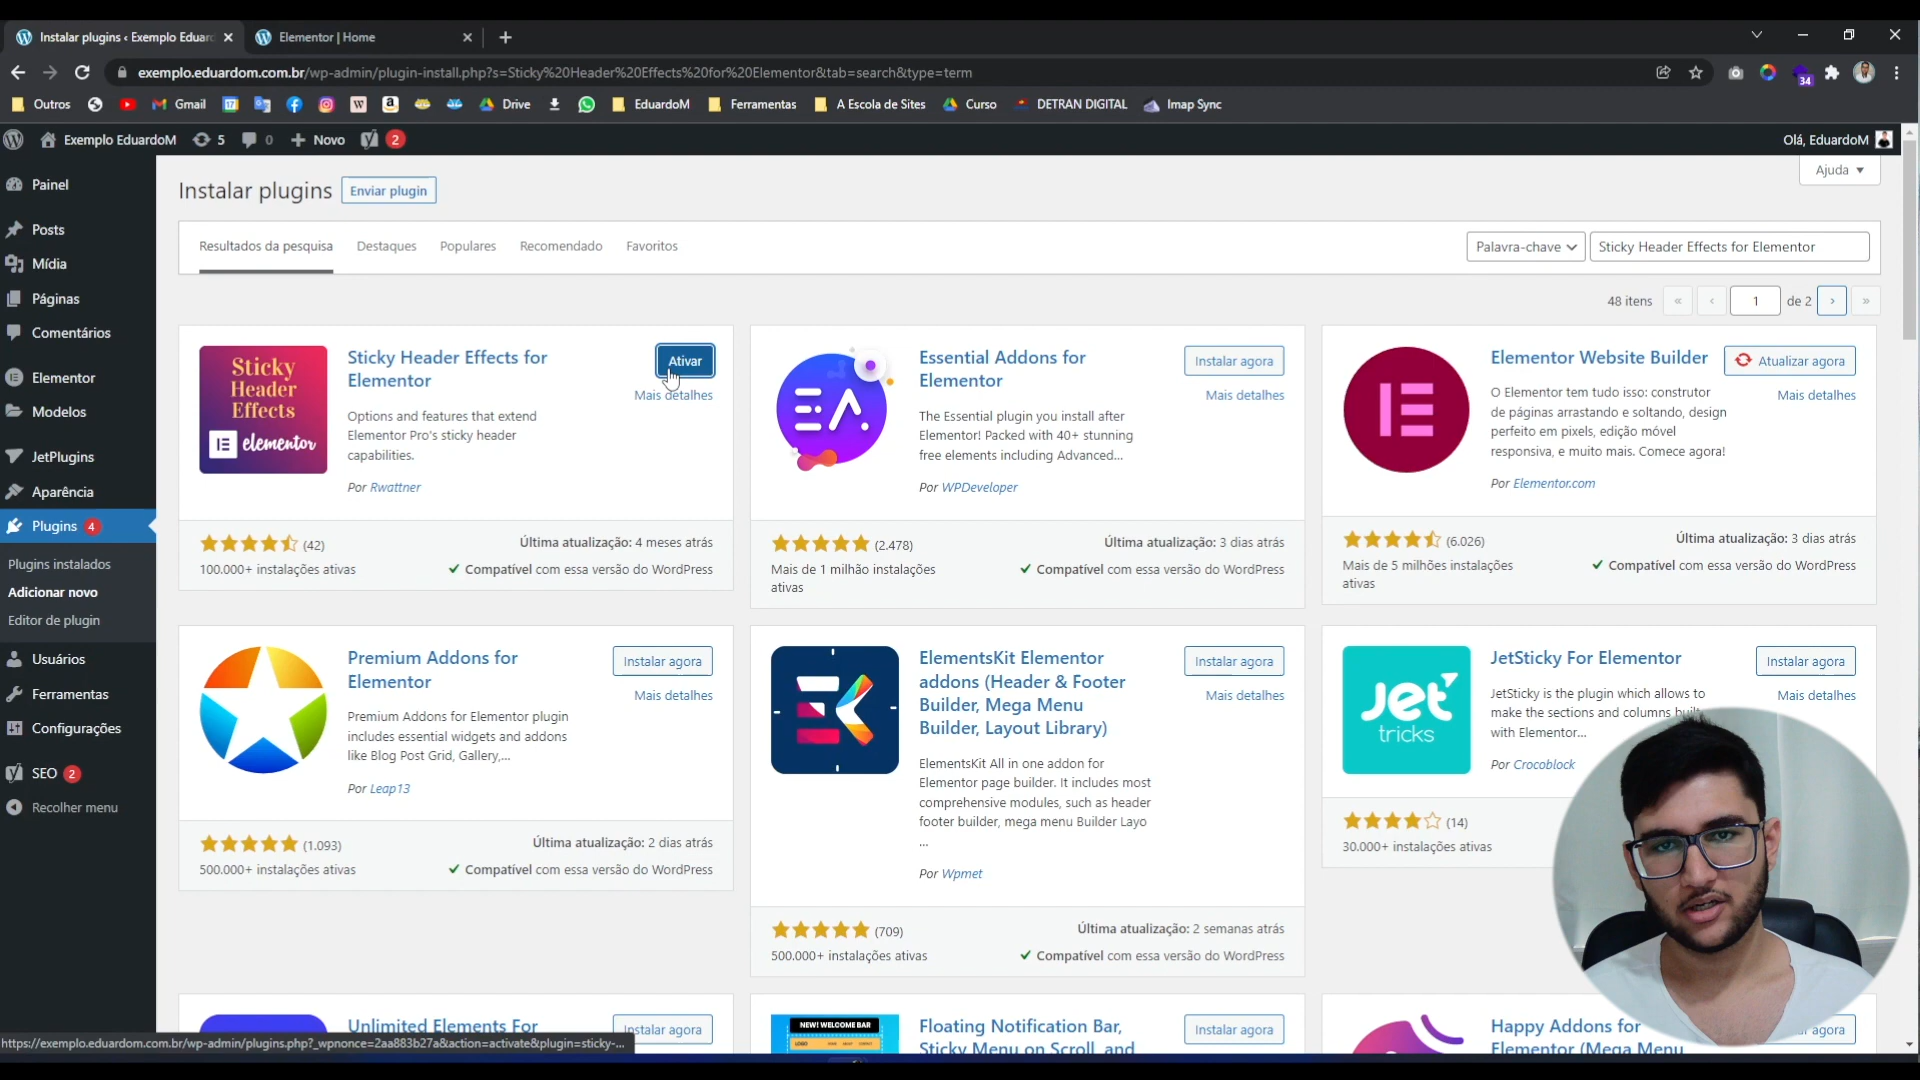 Instalar plugins ‹ Exemplo Eduar
Elementor | Home
exemplo.eduardom.com.br/wp-admin/plugin-install.php?s=Sticky%20Header%20Effects%20for%20Elementor&tab=search&type=term
34
Outros
Gmail
17
W
a
Drive
EduardoM
Ferramentas
A Escola de Sites
Curso
DETRAN DIGITAL
Imap Sync
Exemplo EduardoM
5
0
Novo
2
Olá, EduardoM
Painel
Posts
Mídia
Páginas
Comentários
Elementor
Modelos
JetPlugins
Aparência
Plugins 4
Plugins instalados
Adicionar novo
Editor de plugin
Usuários
Ferramentas
Configurações
SEO 2
Recolher menu
Ajuda
Instalar plugins
Enviar plugin
Resultados da pesquisa
Destaques
Populares
Recomendado
Favoritos
Palavra-chave
Sticky Header Effects for Elementor
48 itens
«
‹
1
de 2
›
»
Sticky
Header
Effects
elementor
Sticky Header Effects for
Elementor
Ativar
Mais detalhes
Options and features that extend
Elementor Pro's sticky header
capabilities.
Por Rwattner
(42)
100.000+ instalações ativas
Última atualização: 4 meses atrás
Compatível com essa versão do WordPress
EA
Essential Addons for
Elementor
Instalar agora
Mais detalhes
The Essential plugin you install after
Elementor! Packed with 40+ stunning
free elements including Advanced...
Por WPDeveloper
(2.478)
Mais de 1 milhão instalações
ativas
Última atualização: 3 dias atrás
Compatível com essa versão do WordPress
Elementor Website Builder
Atualizar agora
Mais detalhes
O Elementor tem tudo isso: construtor
de páginas arrastando e soltando, design
perfeito em pixels, edição móvel
responsiva, e muito mais. Comece agora!
Por Elementor.com
(6.026)
Mais de 5 milhões instalações
ativas
Última atualização: 3 dias atrás
Compatível com essa versão do WordPress
Premium Addons for
Elementor
Instalar agora
Mais detalhes
Premium Addons for Elementor plugin
includes essential widgets and addons
like Blog Post Grid, Gallery,...
Por Leap13
(1.093)
500.000+ instalações ativas
Última atualização: 2 dias atrás
Compatível com essa versão do WordPress
ElementsKit Elementor
addons (Header & Footer
Builder, Mega Menu
Builder, Layout Library)
Instalar agora
Mais detalhes
ElementsKit All in one addon for
Elementor page builder. It includes most
comprehensive modules, such as header
footer builder, mega menu Builder Layo
...
Por Wpmet
(709)
500.000+ instalações ativas
Última atualização: 2 semanas atrás
Compatível com essa versão do WordPress
Jet
tricks
JetSticky For Elementor
Instalar agora
Mais detalhes
JetSticky is the plugin which allows to
make the sections and columns built
with Elementor...
Por Crocoblock
(14)
30.000+ instalações ativas
Unlimited Elements For
Instalar agora
NEW! WELCOME BAR
LOGO
Floating Notification Bar,
Sticky Menu on Scroll, and
Instalar agora
Happy Addons for
Elementor (Mega Menu
agora
https://exemplo.eduardom.com.br/wp-admin/plugins.php?_wpnonce=2aa883b27a&action=activate&plugin=sticky-...